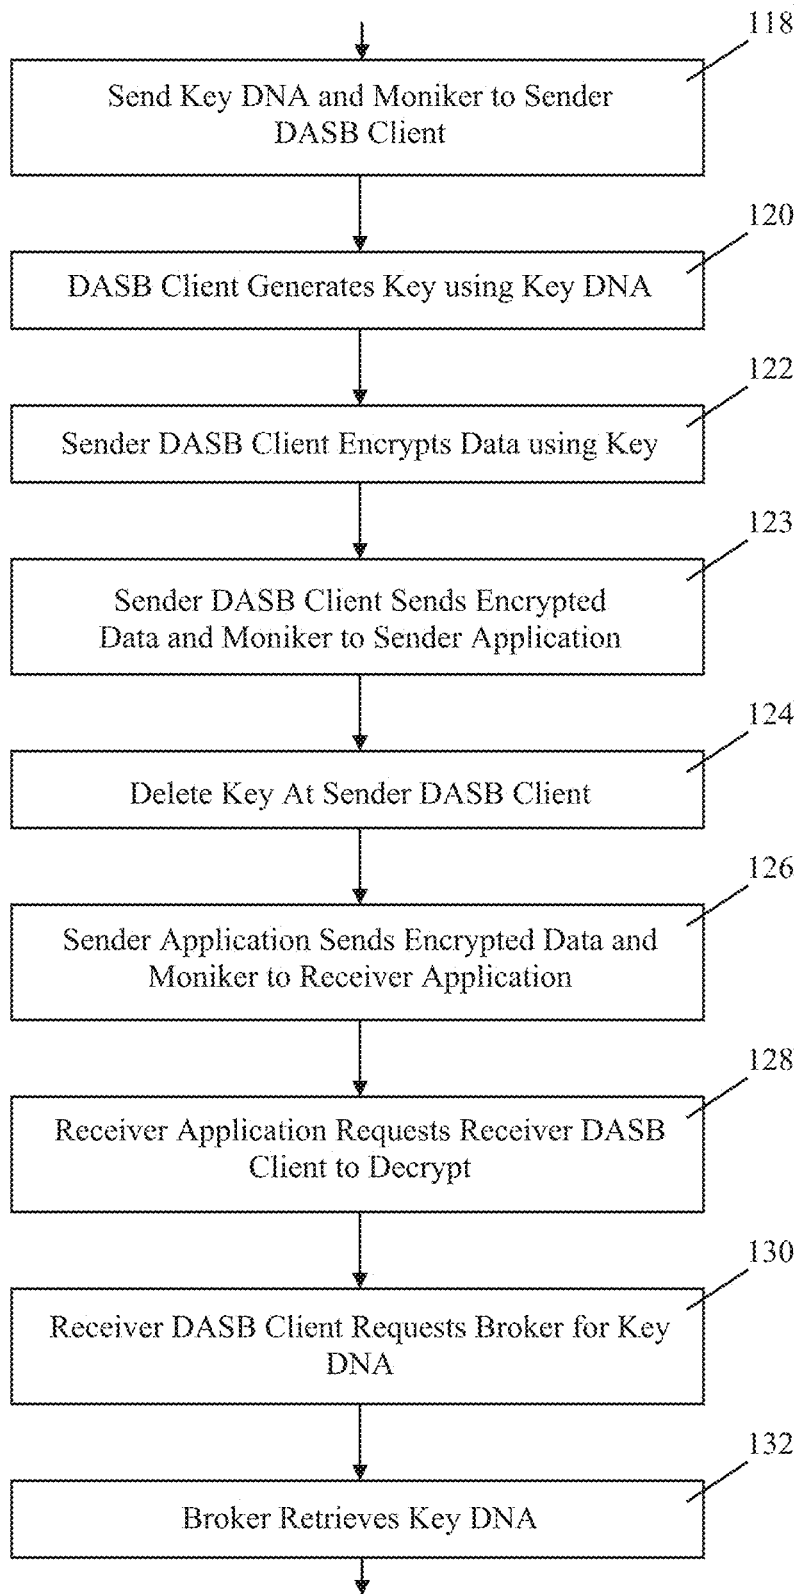 118
Send Key DNA and Moniker to Sender
DASB Client
120
DASB Client Generates Key using Key DNA
122
Sender DASB Client Encrypts Data using Key
123
Sender DASB Client Sends Encrypted
Data and Moniker to Sender Application
124
Delete Key At Sender DASB Client
126
Sender Application Sends Encrypted Data and
Moniker to Receiver Application
128
Receiver Application Requests Receiver DASB
Client to Decrypt
130
Receiver DASB Client Requests Broker for Key
DNA
132
Broker Retrieves Key DNA